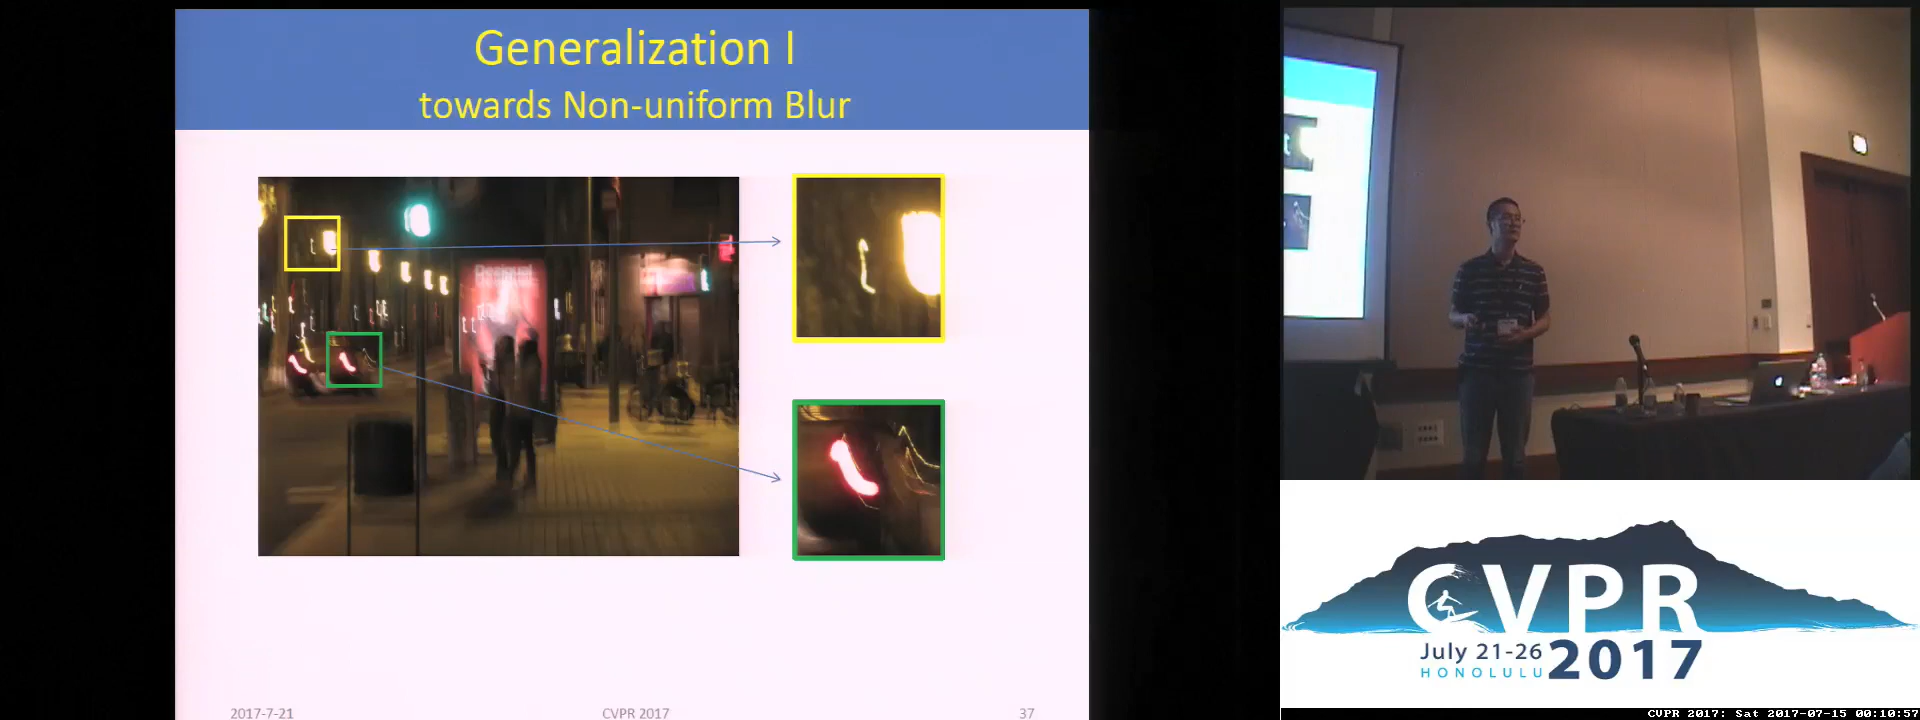 Generalization I
towards Non-uniform Blur
Desigual
2017-7-21
CVPR 2017
37
CVPR
July 21-26
HONOLULU
2017
CVPR 2017: Sat 2017-07-15 00:10:57